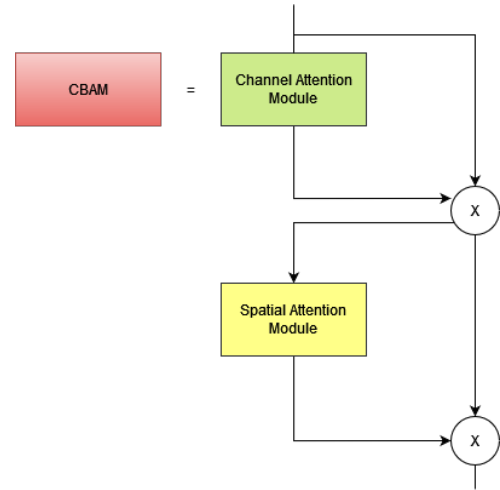 CBAM
=
Channel Attention
Module
X
Spatial Attention
Module
X